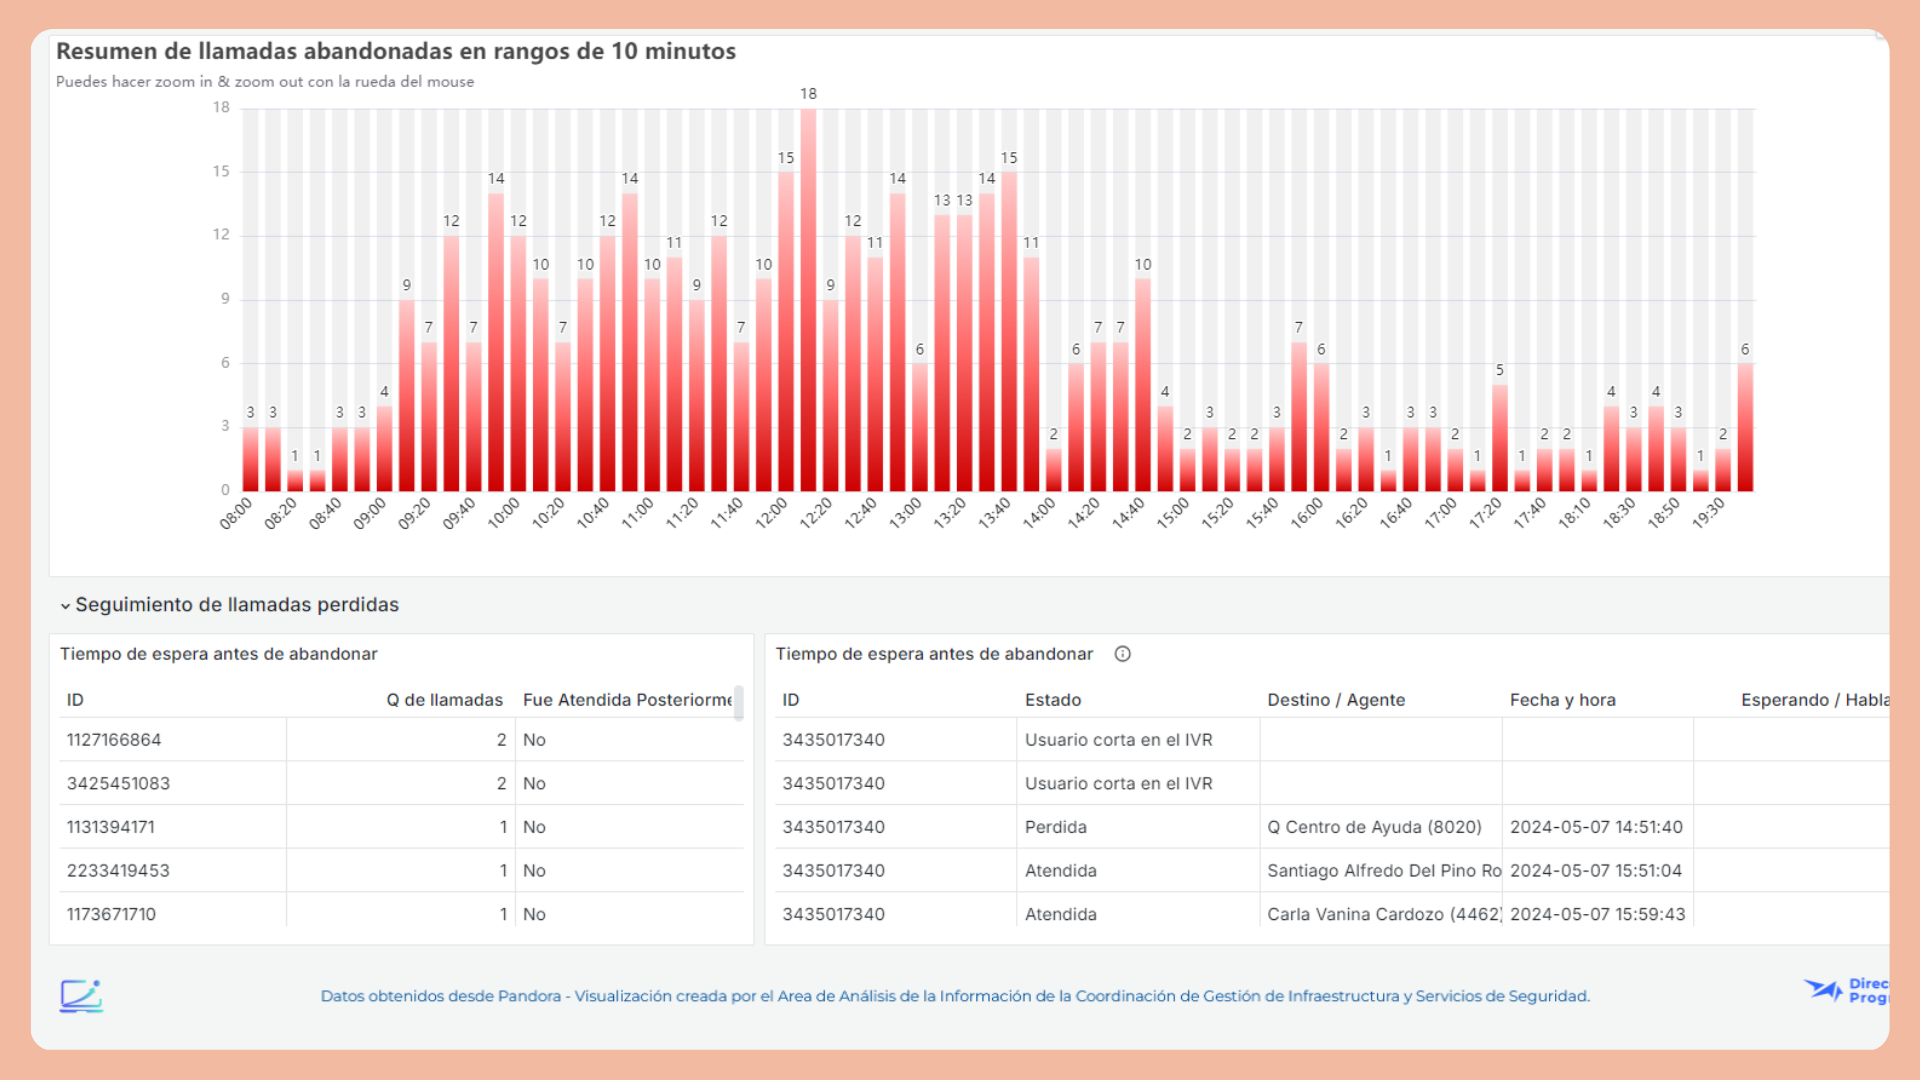 Resumen de llamadas abandonadas en rangos de 10 minutos
Puedes hacer zoom in & zoom out con la rueda del mouse
18
15
12
9
6
3
0
3 3 1 1 3 3 4 9 7 12 7 14 12 10 7 10 12 14 10 11 9 12 7 10 15 18 9 12 11 14 6 13 13 14 15 11 2 6 7 7 10 4 2 3 2 2 3 7 6 2 3 1 3 3 2 1 5 1 2 2 1 4 3 4 3 1 2 6
08:00 08:20 08:40 09:00 09:20 09:40 10:00 10:20 10:40 11:00 11:20 11:40 12:00 12:20 12:40 13:00 13:20 13:40 14:00 14:20 14:40 15:00 15:20 15:40 16:00 16:20 16:40 17:00 17:20 17:40 18:10 18:30 18:50 19:30
Seguimiento de llamadas perdidas
Tiempo de espera antes de abandonar
ID Q de llamadas Fue Atendida Posteriorme
1127166864 2 No
3425451083 2 No
1131394171 1 No
2233419453 1 No
1173671710 1 No
Tiempo de espera antes de abandonar
ID Estado Destino / Agente Fecha y hora Esperando / Habla
3435017340 Usuario corta en el IVR
3435017340 Usuario corta en el IVR
3435017340 Perdida Q Centro de Ayuda (8020) 2024-05-07 14:51:40
3435017340 Atendida Santiago Alfredo Del Pino Ro 2024-05-07 15:51:04
3435017340 Atendida Carla Vanina Cardozo (4462) 2024-05-07 15:59:43
Datos obtenidos desde Pandora - Visualización creada por el Area de Análisis de la Información de la Coordinación de Gestión de Infraestructura y Servicios de Seguridad.
Direc
Progr